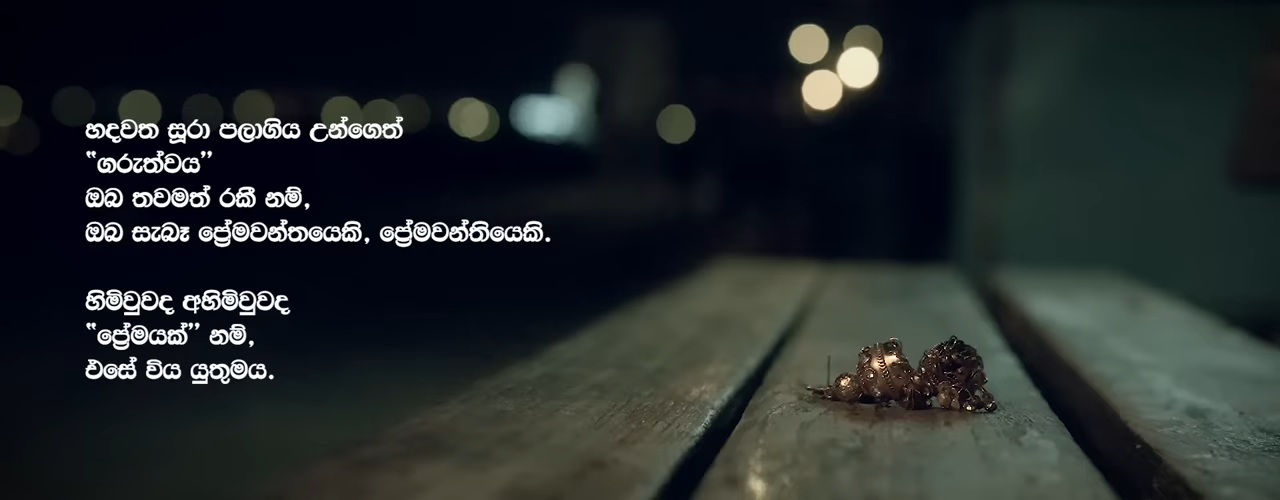 හදවත සූරා පලාගිය උන්ගෙත්
“ගරුත්වය”
ඔබ තවමත් රකී නම්,
ඔබ සැබෑ ප්‍රේමවන්තයෙකි, ප්‍රේමවන්තියෙකි.
හිමිවුවද අහිමිවුවද
“ප්‍රේමයක්” නම්,
එසේ විය යුතුමය.